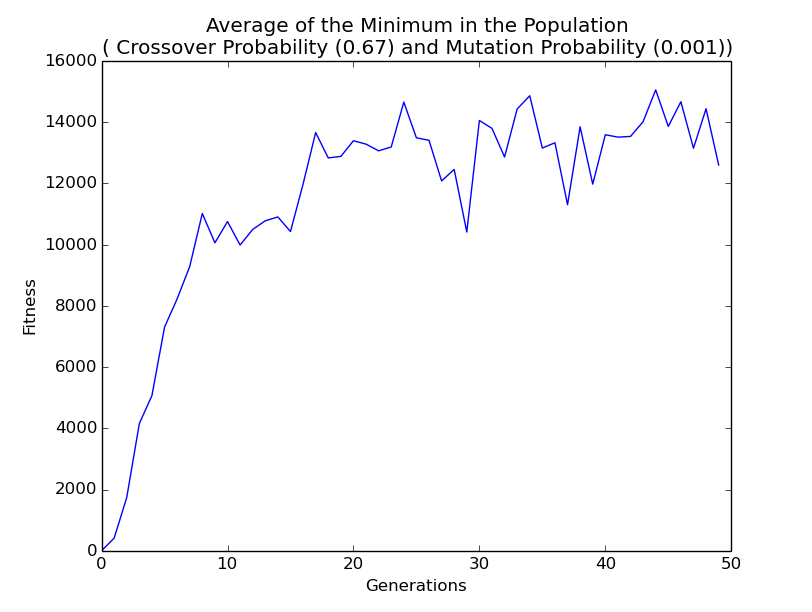 Average of the Minimum in the Population
( Crossover Probability (0.67) and Mutation Probability (0.001))
16000
14000
12000
10000
8000
6000
4000
2000
0
Fitness
0 10 20 30 40 50
Generations